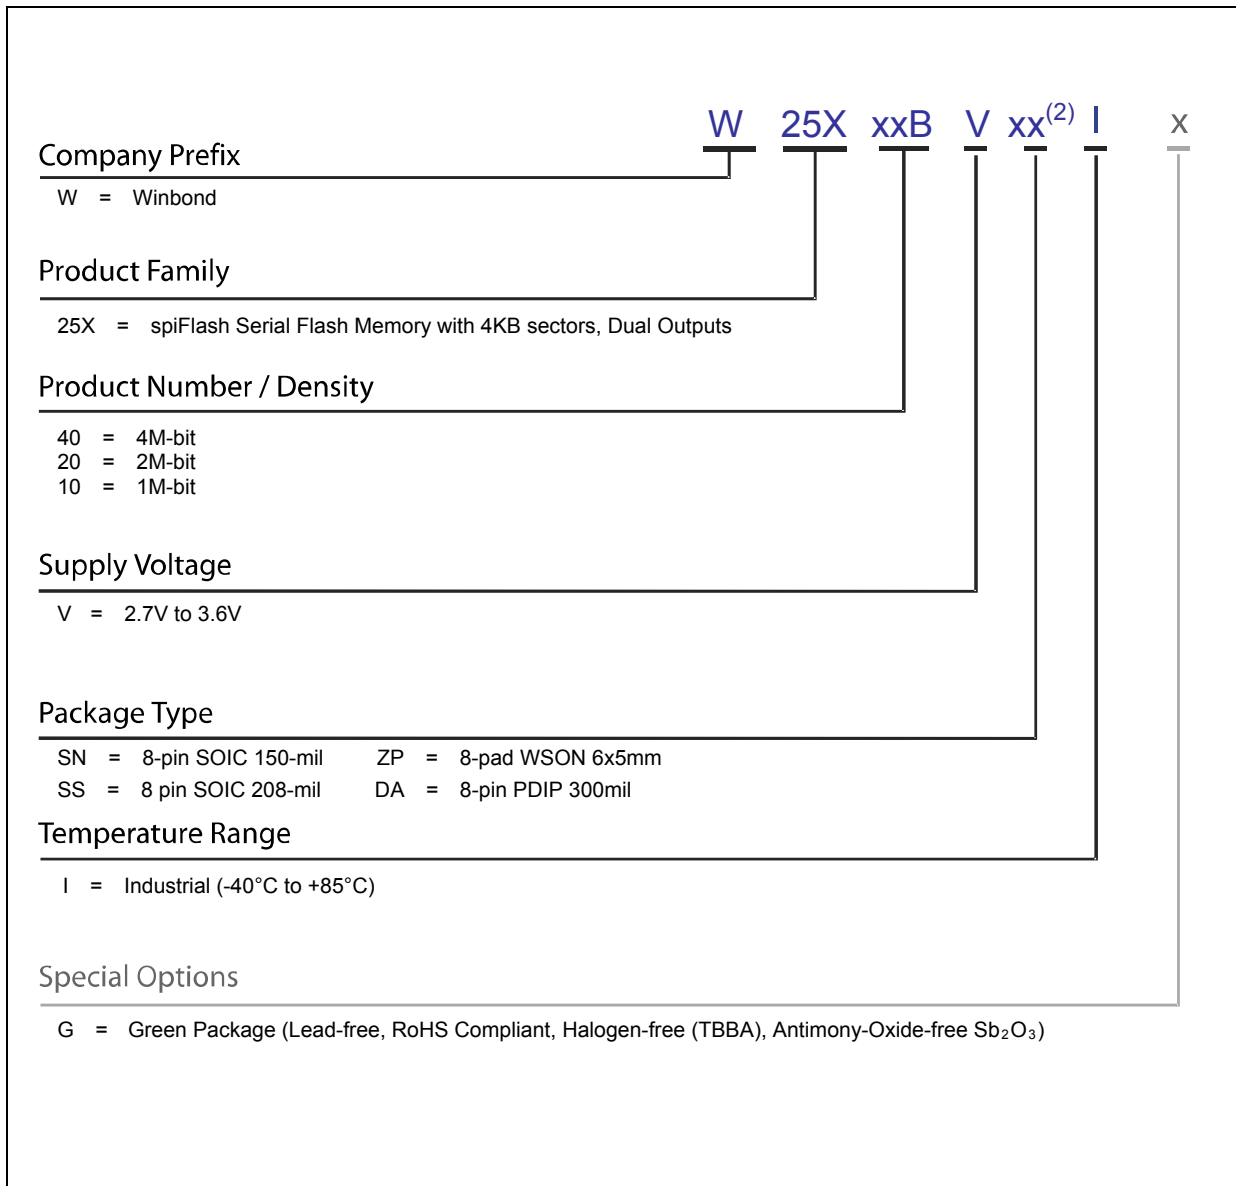 W 25X xxB V xx(2) I x
Company Prefix
W = Winbond
Product Family
25X = spiFlash Serial Flash Memory with 4KB sectors, Dual Outputs
Product Number / Density
40 = 4M-bit
20 = 2M-bit
10 = 1M-bit
Supply Voltage
V = 2.7V to 3.6V
Package Type
SN = 8-pin SOIC 150-mil ZP = 8-pad WSON 6x5mm
SS = 8 pin SOIC 208-mil DA = 8-pin PDIP 300mil
Temperature Range
I = Industrial (-40°C to +85°C)
Special Options
G = Green Package (Lead-free, RoHS Compliant, Halogen-free (TBBA), Antimony-Oxide-free Sb₂O₃)